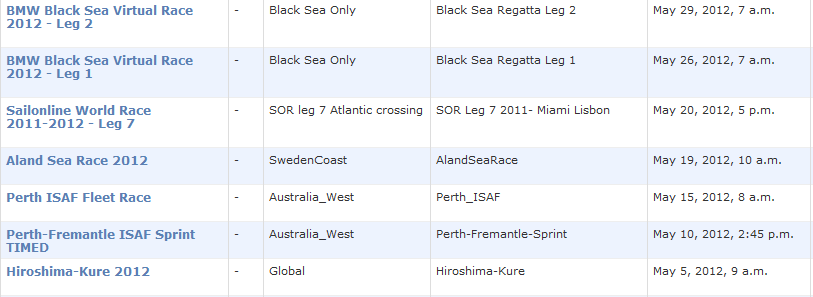 BMW Black Sea Virtual Race 2012 - Leg 2 - Black Sea Only Black Sea Regatta Leg 2 May 29, 2012, 7 a.m.
BMW Black Sea Virtual Race 2012 - Leg 1 - Black Sea Only Black Sea Regatta Leg 1 May 26, 2012, 7 a.m.
Sailonline World Race 2011-2012 - Leg 7 - SOR leg 7 Atlantic crossing SOR Leg 7 2011- Miami Lisbon May 20, 2012, 5 p.m.
Aland Sea Race 2012 - SwedenCoast AlandSeaRace May 19, 2012, 10 a.m.
Perth ISAF Fleet Race - Australia_West Perth_ISAF May 15, 2012, 8 a.m.
Perth-Fremantle ISAF Sprint TIMED - Australia_West Perth-Fremantle-Sprint May 10, 2012, 2:45 p.m.
Hiroshima-Kure 2012 - Global Hiroshima-Kure May 5, 2012, 9 a.m.